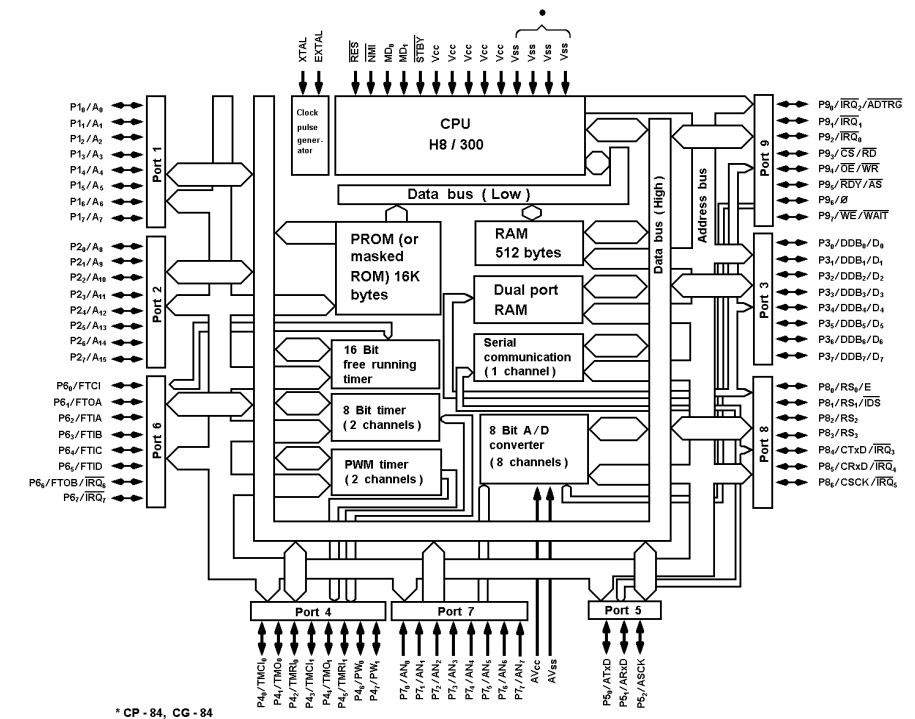 *
XTAL
EXTAL
RES
NMI
MD0
MD1
STBY
Vcc
Vcc
Vcc
Vcc
Vcc
Vss
Vss
Vss
Vss
Clock
pulse
gener-
ator
CPU
H8 / 300
Data bus ( Low )
Data bus ( High )
Address bus
PROM (or
masked
ROM) 16K
bytes
RAM
512 bytes
Dual port
RAM
16 Bit
free running
timer
Serial
communication
( 1 channel )
8 Bit timer
( 2 channels )
8 Bit A/D
converter
( 8 channels )
PWM timer
( 2 channels )
Port 1
P10/A0
P11/A1
P12/A2
P13/A3
P14/A4
P15/A5
P16/A6
P17/A7
Port 2
P20/A8
P21/A9
P22/A10
P23/A11
P24/A12
P25/A13
P26/A14
P27/A15
Port 6
P60/FTCI
P61/FTOA
P62/FTIA
P63/FTIB
P64/FTIC
P65/FTID
P66/FTOB/IRQ6
P67/IRQ7
Port 9
P90/IRQ2/ADTRG
P91/IRQ1
P92/IRQ0
P93/CS/RD
P94/OE/WR
P95/RDY/AS
P96/Ø
P97/WE/WAIT
Port 3
P30/DDB0/D0
P31/DDB1/D1
P32/DDB2/D2
P33/DDB3/D3
P34/DDB4/D4
P35/DDB5/D5
P36/DDB6/D6
P37/DDB7/D7
Port 8
P80/RS0/E
P81/RS1/IDS
P82/RS2
P83/RS3
P84/CTxD/IRQ3
P85/CRxD/IRQ4
P86/CSCK/IRQ5
Port 4
P40/TMCI0
P41/TMO0
P42/TMRI0
P43/TMCI1
P44/TMO1
P45/TMRI1
P46/PW0
P47/PW1
Port 7
P70/AN0
P71/AN1
P72/AN2
P73/AN3
P74/AN4
P75/AN5
P76/AN6
P77/AN7
AVcc
AVss
Port 5
P50/ATxD
P51/ARxD
P52/ASCK
* CP - 84, CG - 84